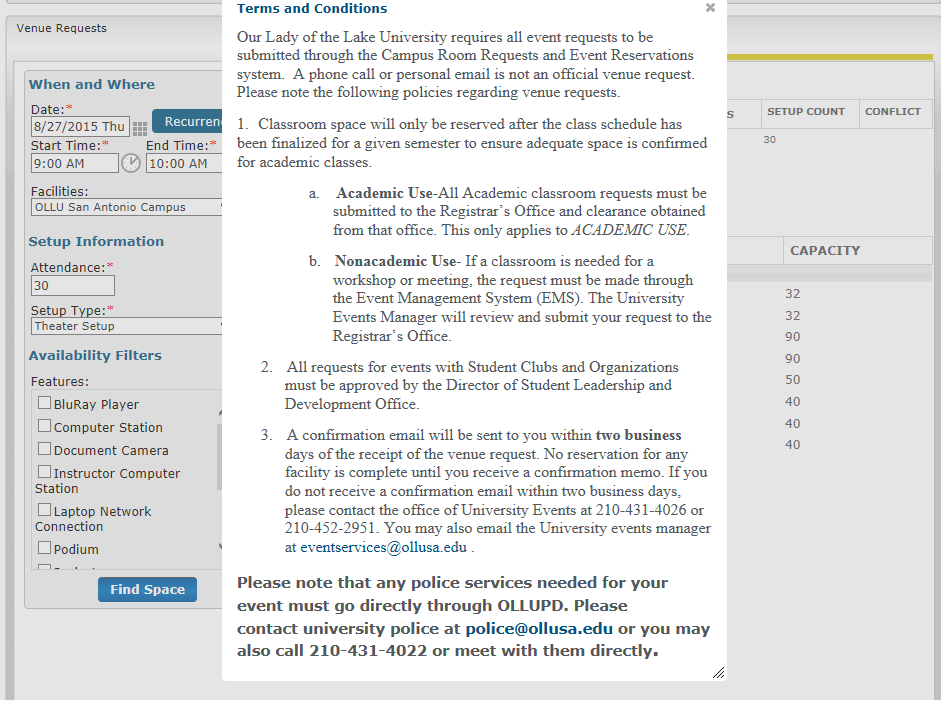 Venue Requests
When and Where
Date:*
8/27/2015 Thu
Start Time:* End Time:*
9:00 AM 10:00 AM
Facilities:
OLLU San Antonio Campus
Setup Information
Attendance:*
30
Setup Type:*
Theater Setup
Availability Filters
Features:
BluRay Player
Computer Station
Document Camera
Instructor Computer
Station
Laptop Network
Connection
Podium
Find Space
Terms and Conditions
Our Lady of the Lake University requires all event requests to be
submitted through the Campus Room Requests and Event Reservations
system. A phone call or personal email is not an official venue request.
Please note the following policies regarding venue requests.
1. Classroom space will only be reserved after the class schedule has
been finalized for a given semester to ensure adequate space is confirmed
for academic classes.
a. Academic Use-All Academic classroom requests must be
submitted to the Registrar’s Office and clearance obtained
from that office. This only applies to ACADEMIC USE.
b. Nonacademic Use- If a classroom is needed for a
workshop or meeting, the request must be made through
the Event Management System (EMS). The University
Events Manager will review and submit your request to the
Registrar’s Office.
2. All requests for events with Student Clubs and Organizations
must be approved by the Director of Student Leadership and
Development Office.
3. A confirmation email will be sent to you within two business
days of the receipt of the venue request. No reservation for any
facility is complete until you receive a confirmation memo. If you
do not receive a confirmation email within two business days,
please contact the office of University Events at 210-431-4026 or
210-452-2951. You may also email the University events manager
at eventservices@ollusa.edu .
Please note that any police services needed for your
event must go directly through OLLUPD. Please
contact university police at police@ollusa.edu or you may
also call 210-431-4022 or meet with them directly.
SETUP COUNT CONFLICT
30
CAPACITY
32
32
90
90
50
40
40
40